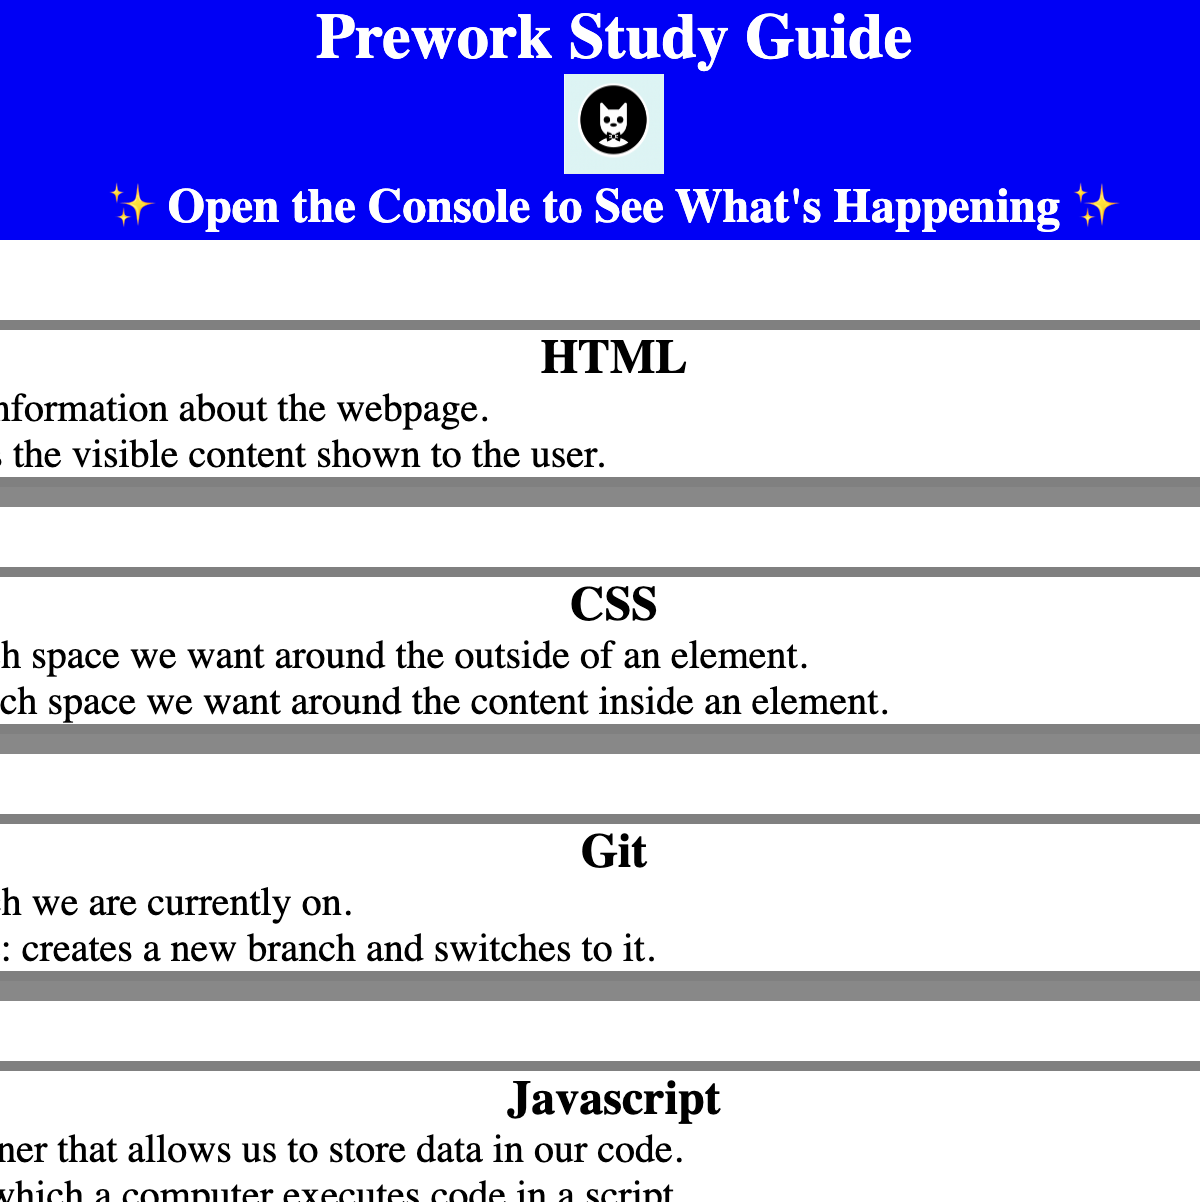 Prework Study Guide
✨ Open the Console to See What's Happening ✨
HTML
nformation about the webpage.
the visible content shown to the user.
CSS
h space we want around the outside of an element.
ch space we want around the content inside an element.
Git
h we are currently on.
: creates a new branch and switches to it.
Javascript
ner that allows us to store data in our code.
which a computer executes code in a script